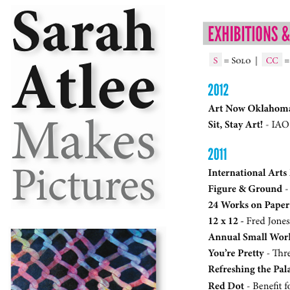 Sarah
Atlee
Makes
Pictures
EXHIBITIONS &
S = SOLO | CC =
2012
Art Now Oklahoma
Sit, Stay Art! - IAO
2011
International Arts
Figure & Ground -
24 Works on Paper
12 x 12 - Fred Jones
Annual Small Work
You're Pretty - Thre
Refreshing the Pala
Red Dot - Benefit fo